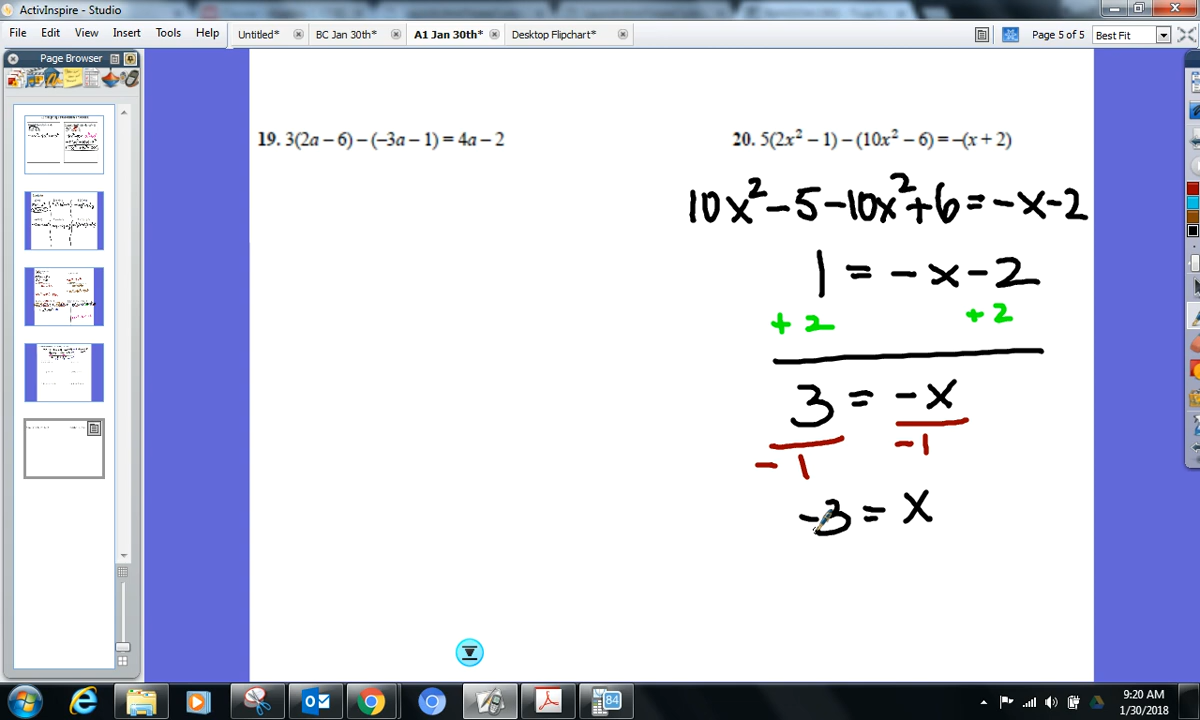 ActivInspire - Studio
File Edit View Insert Tools Help
Untitled* BC Jan 30th* A1 Jan 30th* Desktop Flipchart*
Page 5 of 5 Best Fit
Page Browser
19. 3(2a – 6) – (–3a – 1) = 4a – 2
20. 5(2x² – 1) – (10x² – 6) = –(x + 2)
10x² - 5 - 10x² + 6 = - x - 2
1 = - x - 2
+ 2 + 2
3 = - x
- 1 - 1
- 3 = x
84
9:20 AM
1/30/2018